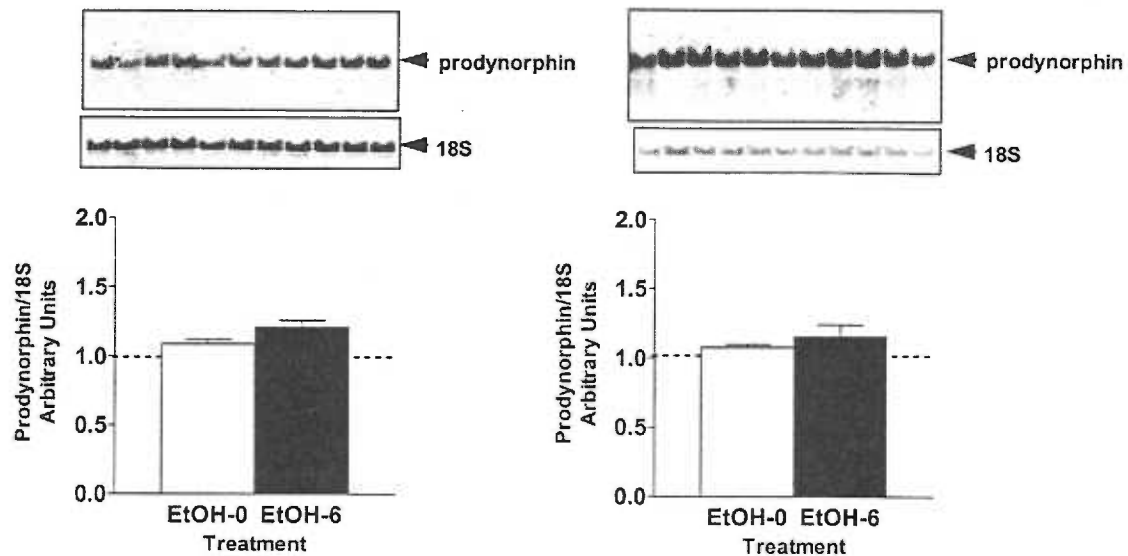 prodynorphin
18S
2.0
1.5
1.0
0.5
0.0
Prodynorphin/18S
Arbitrary Units
EtOH-0 EtOH-6
Treatment
prodynorphin
18S
2.0
1.5
1.0
0.5
0.0
Prodynorphin/18S
Arbitrary Units
EtOH-0 EtOH-6
Treatment